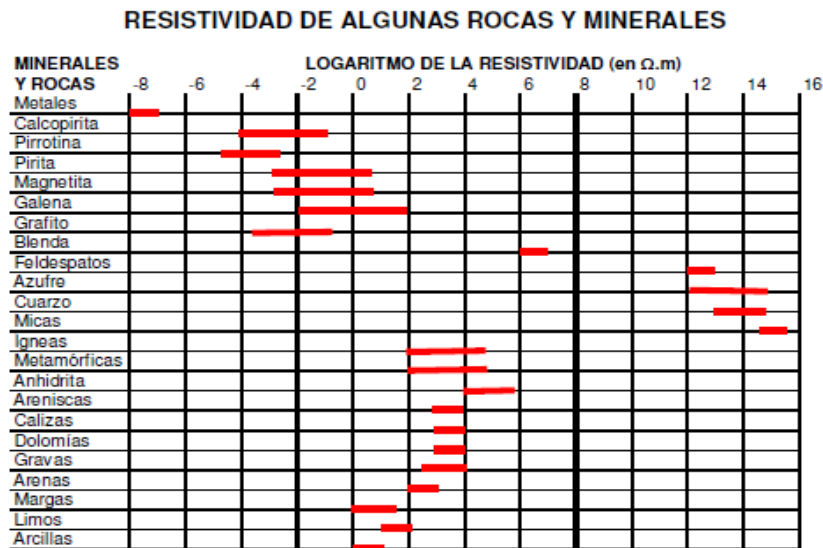 RESISTIVIDAD DE ALGUNAS ROCAS Y MINERALES
MINERALES LOGARITMO DE LA RESISTIVIDAD (en Ω.m)
Y ROCAS -8 -6 -4 -2 0 2 4 6 8 10 12 14 16
Metales
Calcopirita
Pirrotina
Pirita
Magnetita
Galena
Grafito
Blenda
Feldespatos
Azufre
Cuarzo
Micas
Igneas
Metamórficas
Anhidrita
Areniscas
Calizas
Dolomías
Gravas
Arenas
Margas
Limos
Arcillas